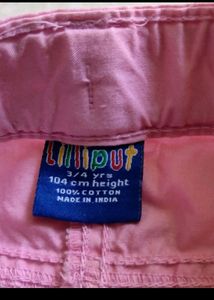 Lilliput
3/4 yrs
104 cm height
100% COTTON
MADE IN INDIA